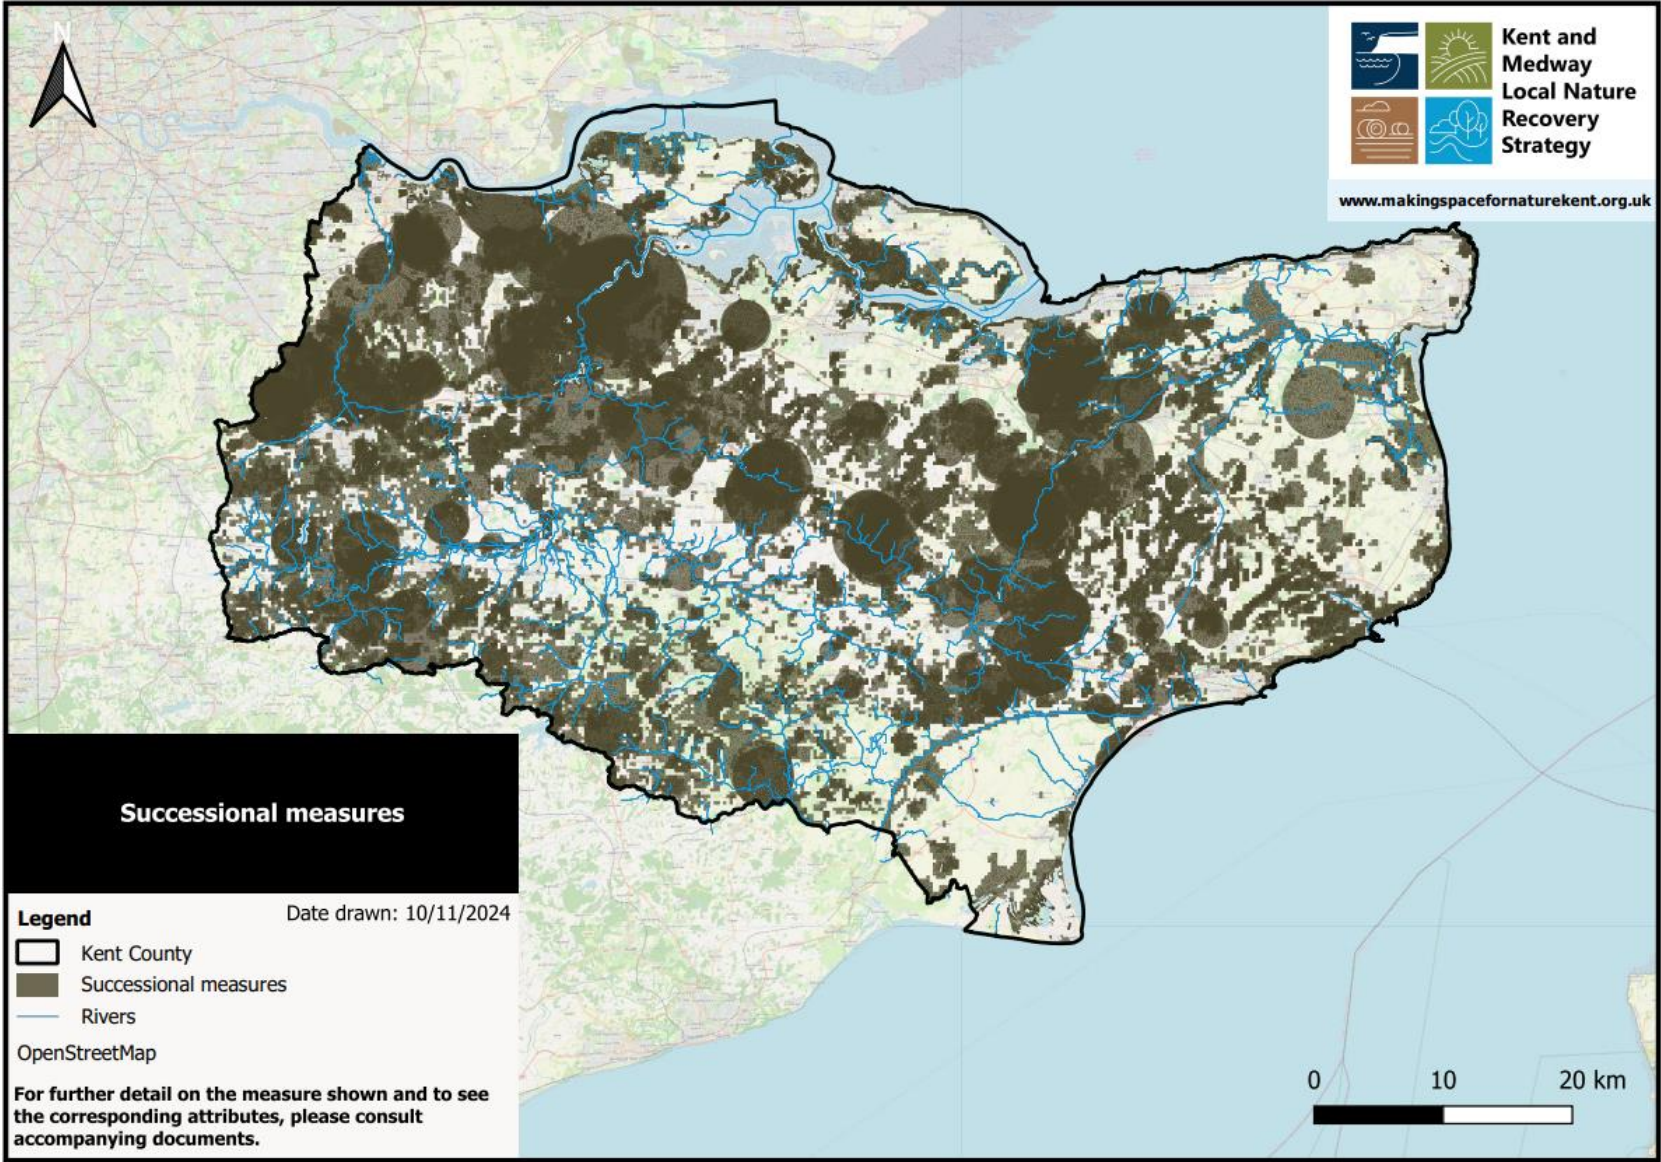 N
Kent and
Medway
Local Nature
Recovery
Strategy
www.makingspacefornaturekent.org.uk
Successional measures
Legend
Date drawn: 10/11/2024
Kent County
Successional measures
Rivers
OpenStreetMap
For further detail on the measure shown and to see
the corresponding attributes, please consult
accompanying documents.
0 10 20 km